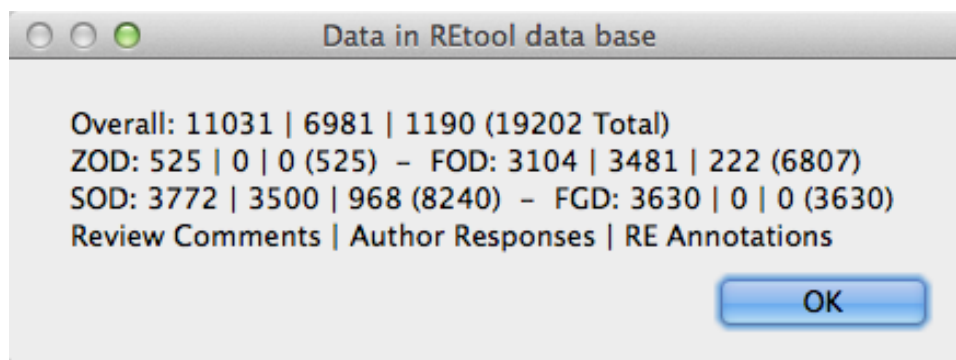 Data in REtool data base
Overall: 11031 | 6981 | 1190 (19202 Total)
ZOD: 525 | 0 | 0 (525) – FOD: 3104 | 3481 | 222 (6807)
SOD: 3772 | 3500 | 968 (8240) – FGD: 3630 | 0 | 0 (3630)
Review Comments | Author Responses | RE Annotations
OK